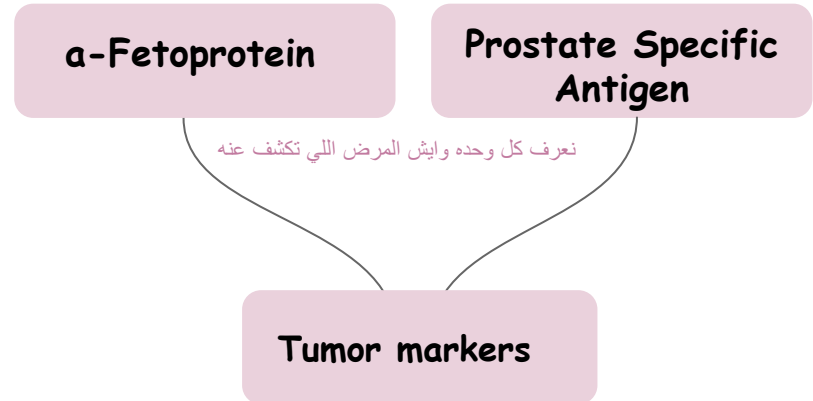 a-Fetoprotein
Prostate Specific
Antigen
نعرف كل وحده وايش المرض اللي تكشف عنه
Tumor markers